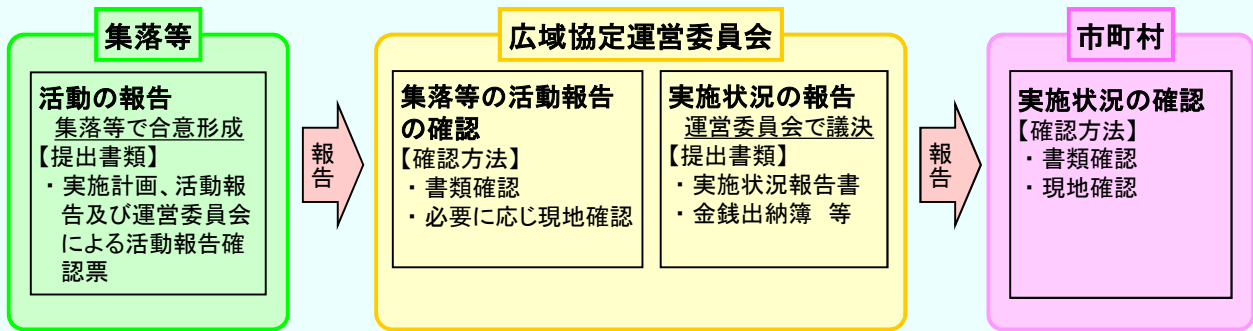 集落等
活動の報告
集落等で合意形成
【提出書類】
・実施計画、活動報
告及び運営委員会
による活動報告確
認票
報告
広域協定運営委員会
集落等の活動報告
の確認
【確認方法】
・書類確認
・必要に応じ現地確認
実施状況の報告
運営委員会で議決
【提出書類】
・実施状況報告書
・金銭出納簿　等
報告
市町村
実施状況の確認
【確認方法】
・書類確認
・現地確認